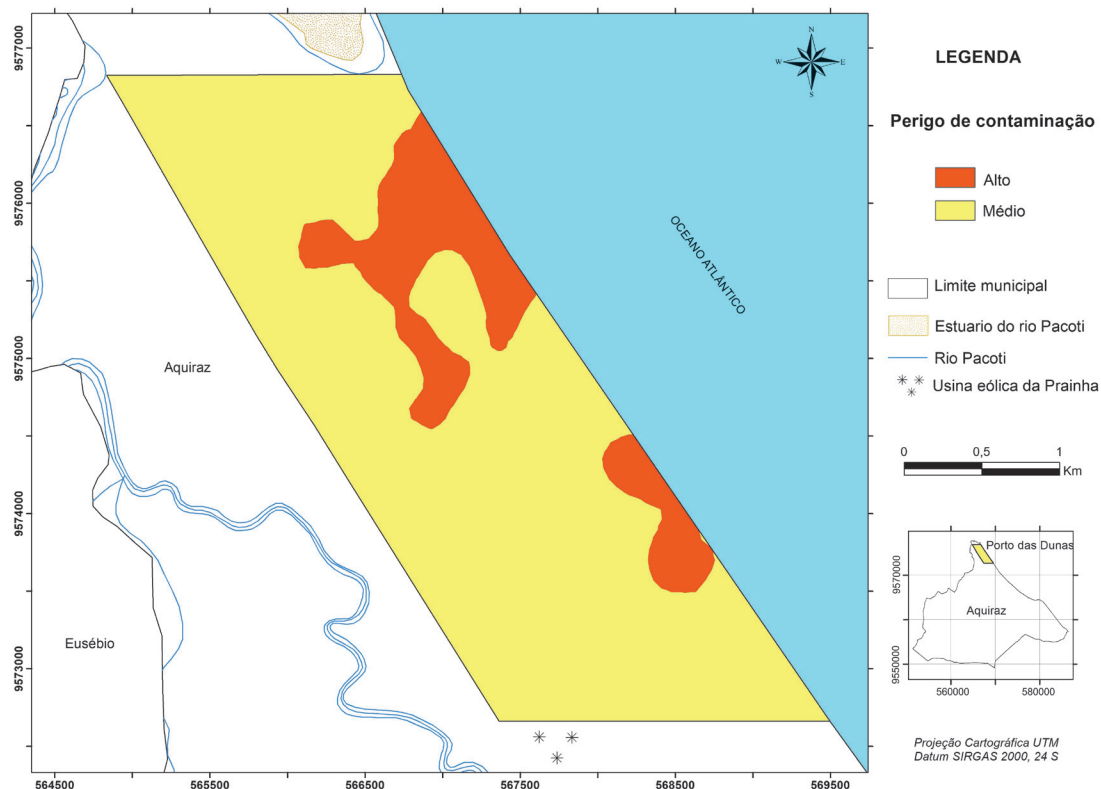 9577000
9576000
9575000
9574000
9573000
564500
565500
566500
567500
568500
569500
N
W
E
S
OCEANO ATLÂNTICO
Aquiraz
Eusébio
LEGENDA
Perigo de contaminação
Alto
Médio
Limite municipal
Estuario do rio Pacoti
Rio Pacoti
Usina eólica da Prainha
0 0,5 1
Km
Porto das Dunas
Aquiraz
9570000
9550000
560000 580000
Projeção Cartográfica UTM
Datum SIRGAS 2000, 24 S